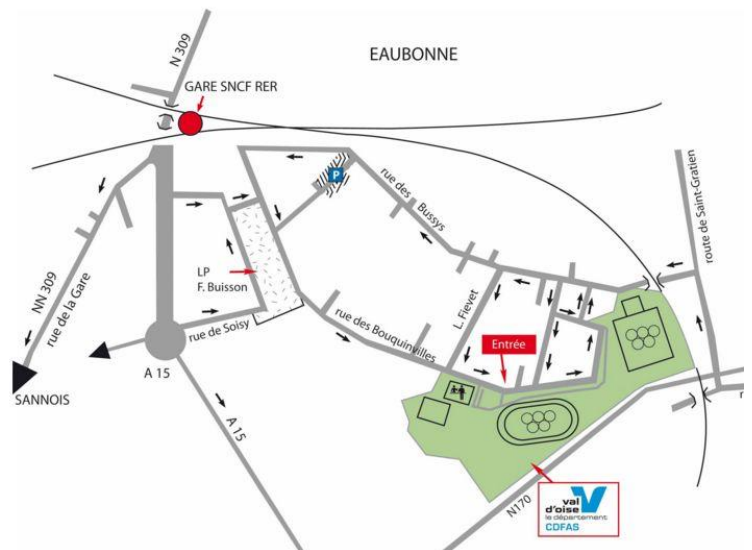 N 309
EAUBONNE
GARE SNCF RER
P
rue des
Bussys
route de Saint-Gratien
NN 309
rue de la Gare
LP
F. Buisson
rue de Soisy
rue des Bouquinvilles
L. Fievet
Entrée
A 15
SANNOIS
A 15
N170
val
d'oise
le département
CDFAS
r